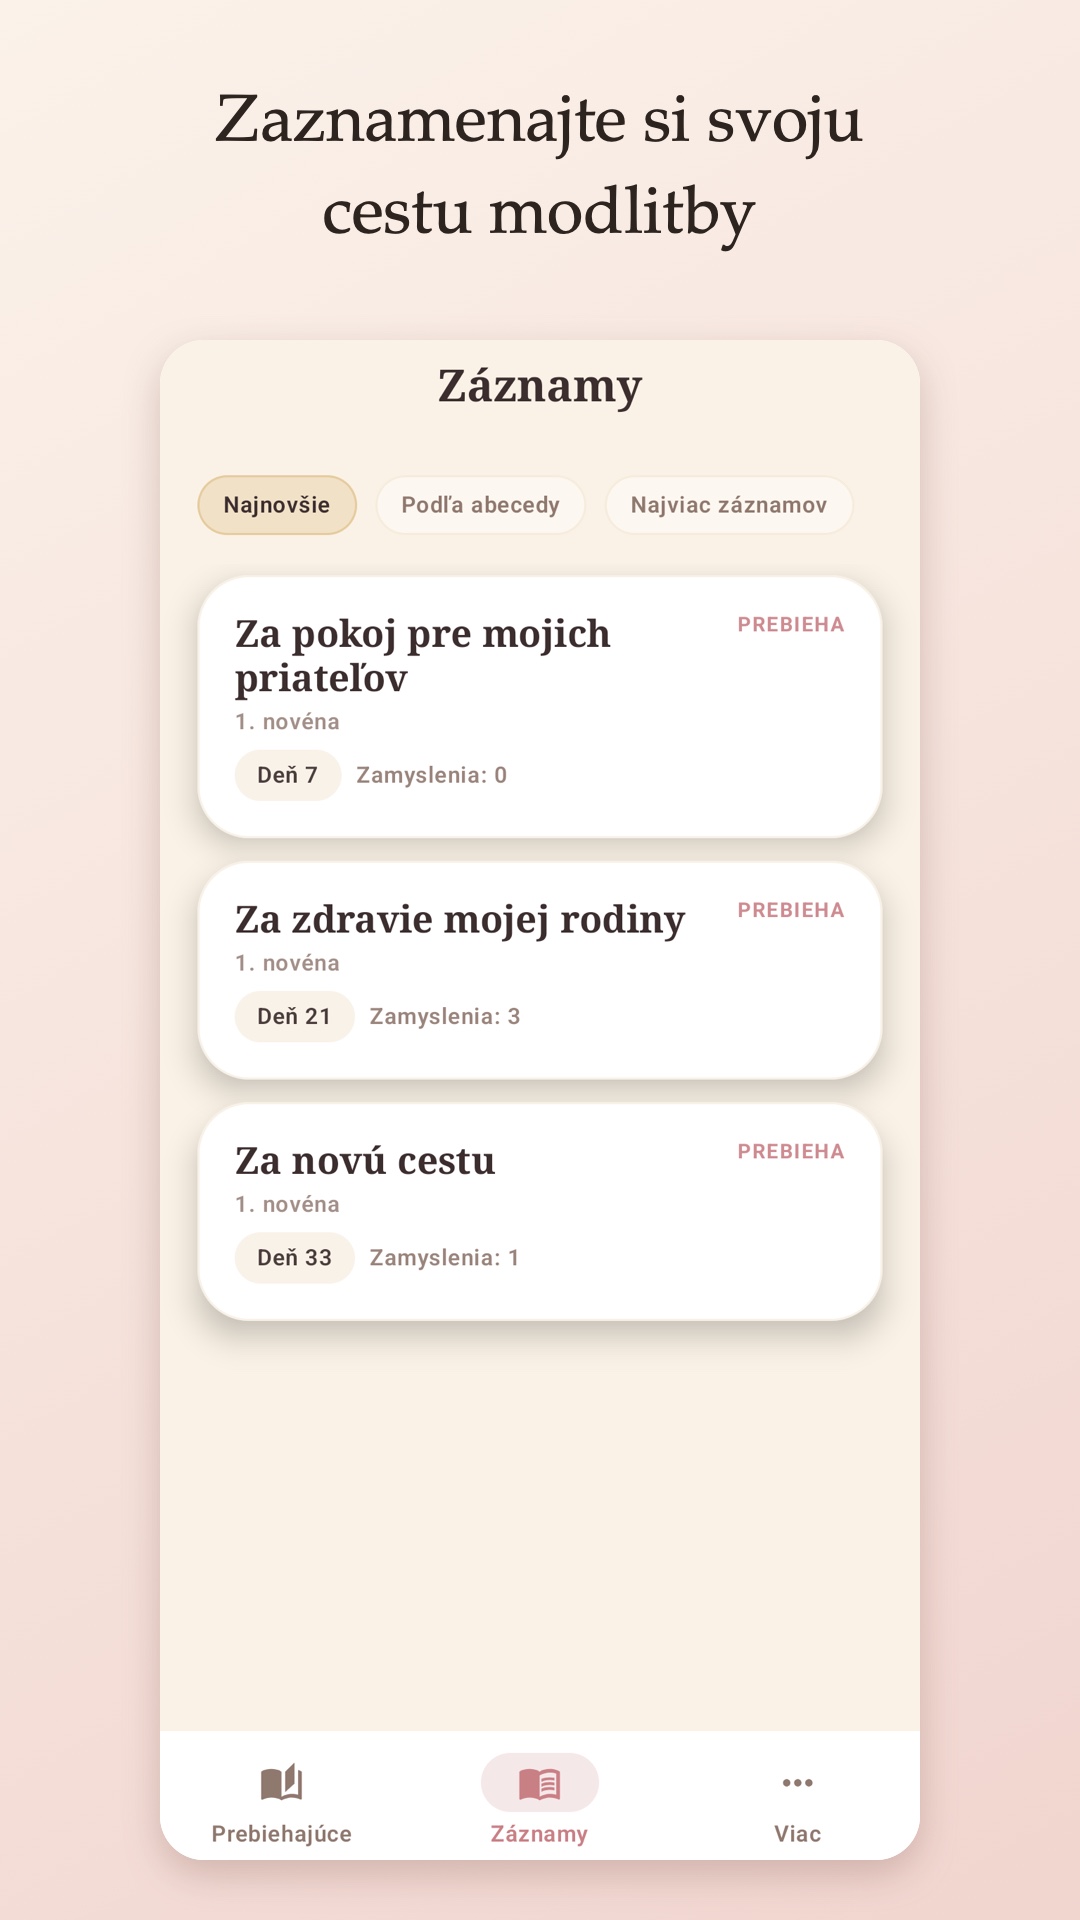 Zaznamenajte si svoju
cestu modlitby
Záznamy
Najnovšie
Podľa abecedy
Najviac záznamov
Za pokoj pre mojich
priateľov
PREBIEHA
1. novéna
Deň 7
Zamyslenia: 0
Za zdravie mojej rodiny
PREBIEHA
1. novéna
Deň 21
Zamyslenia: 3
Za novú cestu
PREBIEHA
1. novéna
Deň 33
Zamyslenia: 1
Prebiehajúce
Záznamy
Viac